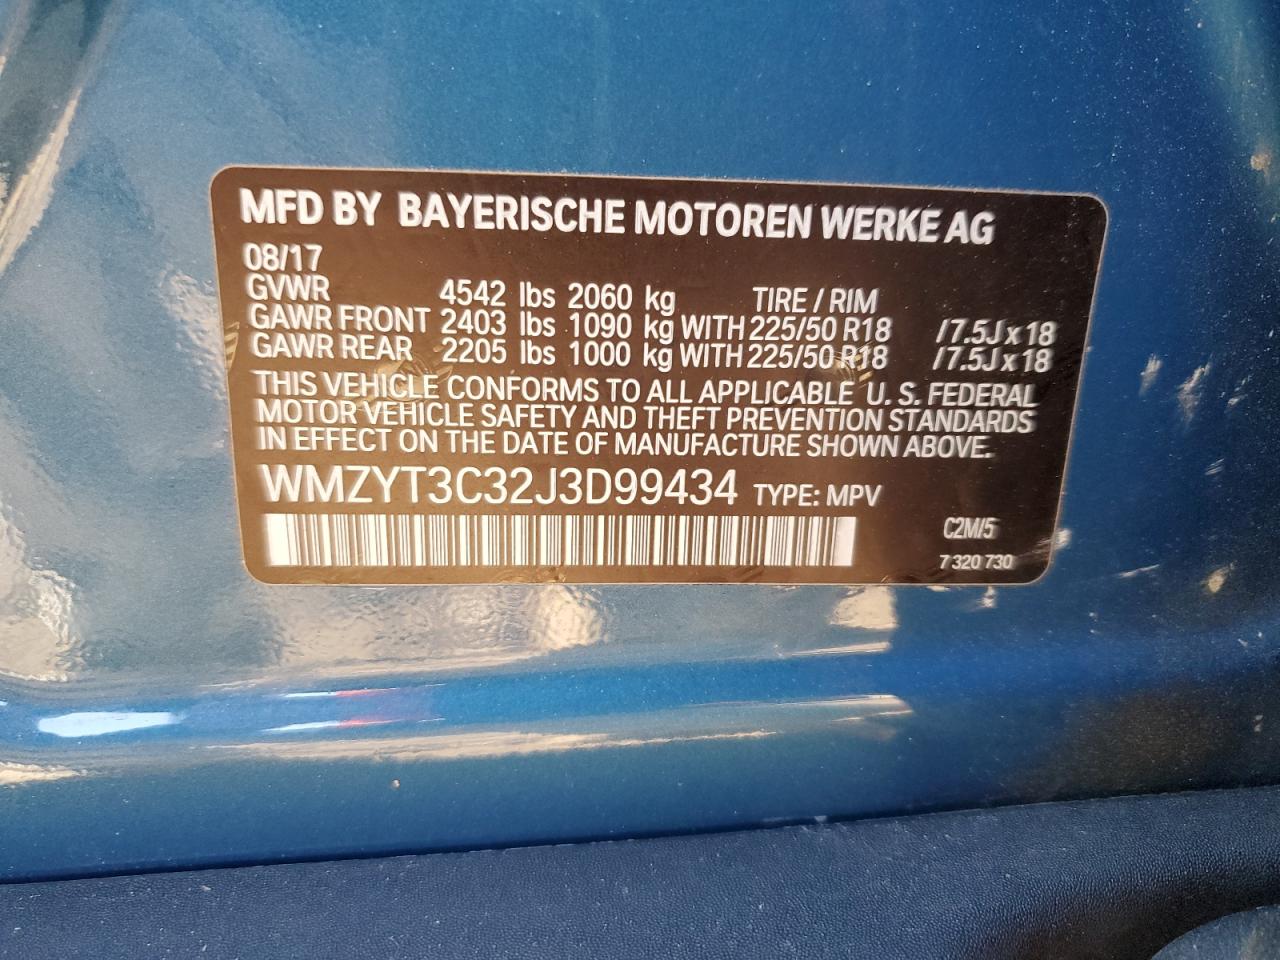 MFD BY BAYERISCHE MOTOREN WERKE AG
08/17
GVWR 4542 lbs 2060 kg TIRE / RIM
GAWR FRONT 2403 lbs 1090 kg WITH 225/50 R18 /7.5J x 18
GAWR REAR 2205 lbs 1000 kg WITH 225/50 R18 /7.5J x 18
THIS VEHICLE CONFORMS TO ALL APPLICABLE U. S. FEDERAL
MOTOR VEHICLE SAFETY AND THEFT PREVENTION STANDARDS
IN EFFECT ON THE DATE OF MANUFACTURE SHOWN ABOVE.
WMZYT3C32J3D99434 TYPE: MPV
C2M/5
7 320 730